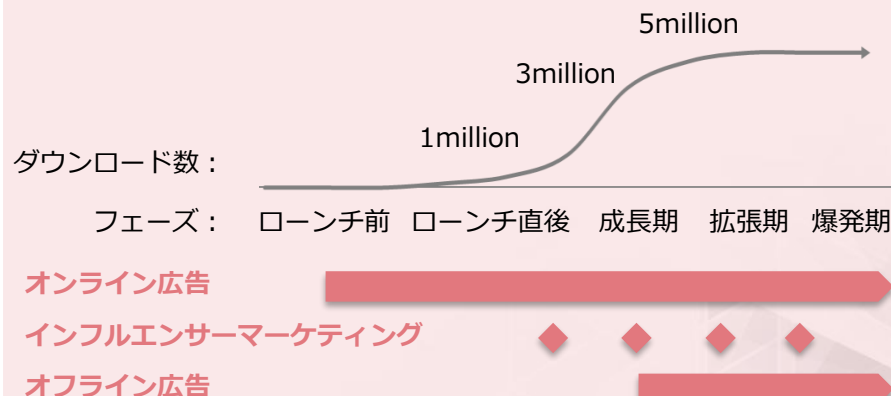 5million
3million
1million
ダウンロード数：
フェーズ： ローンチ前 ローンチ直後 成長期 拡張期 爆発期
オンライン広告
インフルエンサーマーケティング
オフライン広告